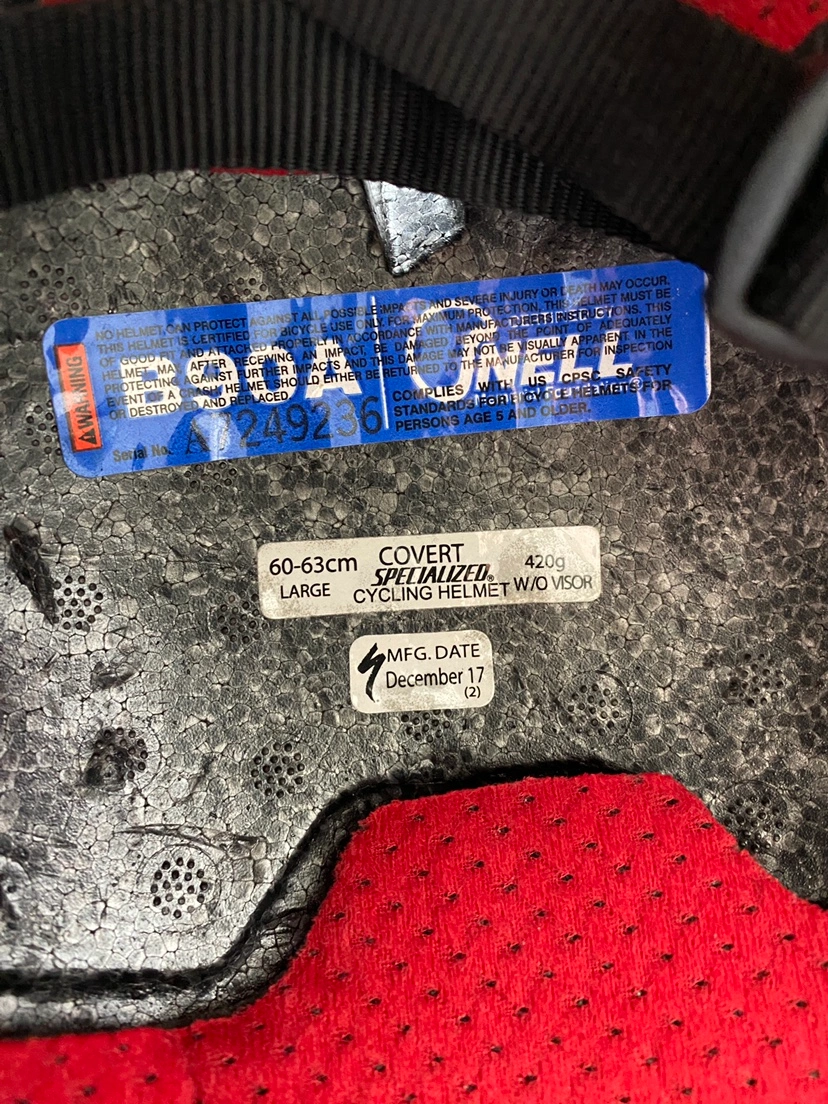 WARNING
NO HELMET CAN PROTECT AGAINST ALL POSSIBLE IMPACTS AND SEVERE INJURY OR DEATH MAY OCCUR.
THIS HELMET IS CERTIFIED FOR BICYCLE USE ONLY. FOR MAXIMUM PROTECTION, THIS HELMET MUST BE
OF GOOD FIT AND ATTACHED PROPERLY IN ACCORDANCE WITH MANUFACTURERS INSTRUCTION. THIS
HELMET MAY, AFTER RECEIVING AN IMPACT, BE DAMAGED BEYOND THE POINT OF ADEQUATELY
PROTECTING AGAINST FURTHER IMPACTS AND THIS DAMAGE MAY NOT BE VISUALLY APPARENT IN THE
EVENT OF A CRASH HELMET SHOULD EITHER BE RETURNED TO THE MANUFACTURER FOR INSPECTION
OR DESTROYED AND REPLACED
SNELL
COMPLIES WITH US CPSC SAFETY
STANDARDS FOR BICYCLE HELMETS FOR
PERSONS AGE 5 AND OLDER.
Serial No. A7249236
60-63cm COVERT 420g
LARGE SPECIALIZED® W/O VISOR
CYCLING HELMET
MFG. DATE
December 17
(2)